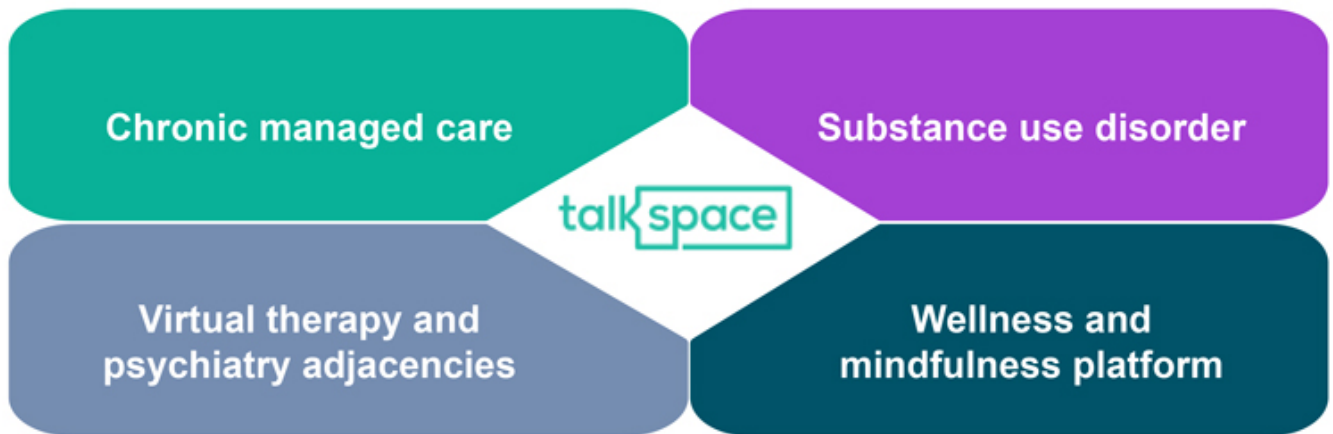 Chronic managed care
Substance use disorder
talkspace
Virtual therapy and
psychiatry adjacencies
Wellness and
mindfulness platform